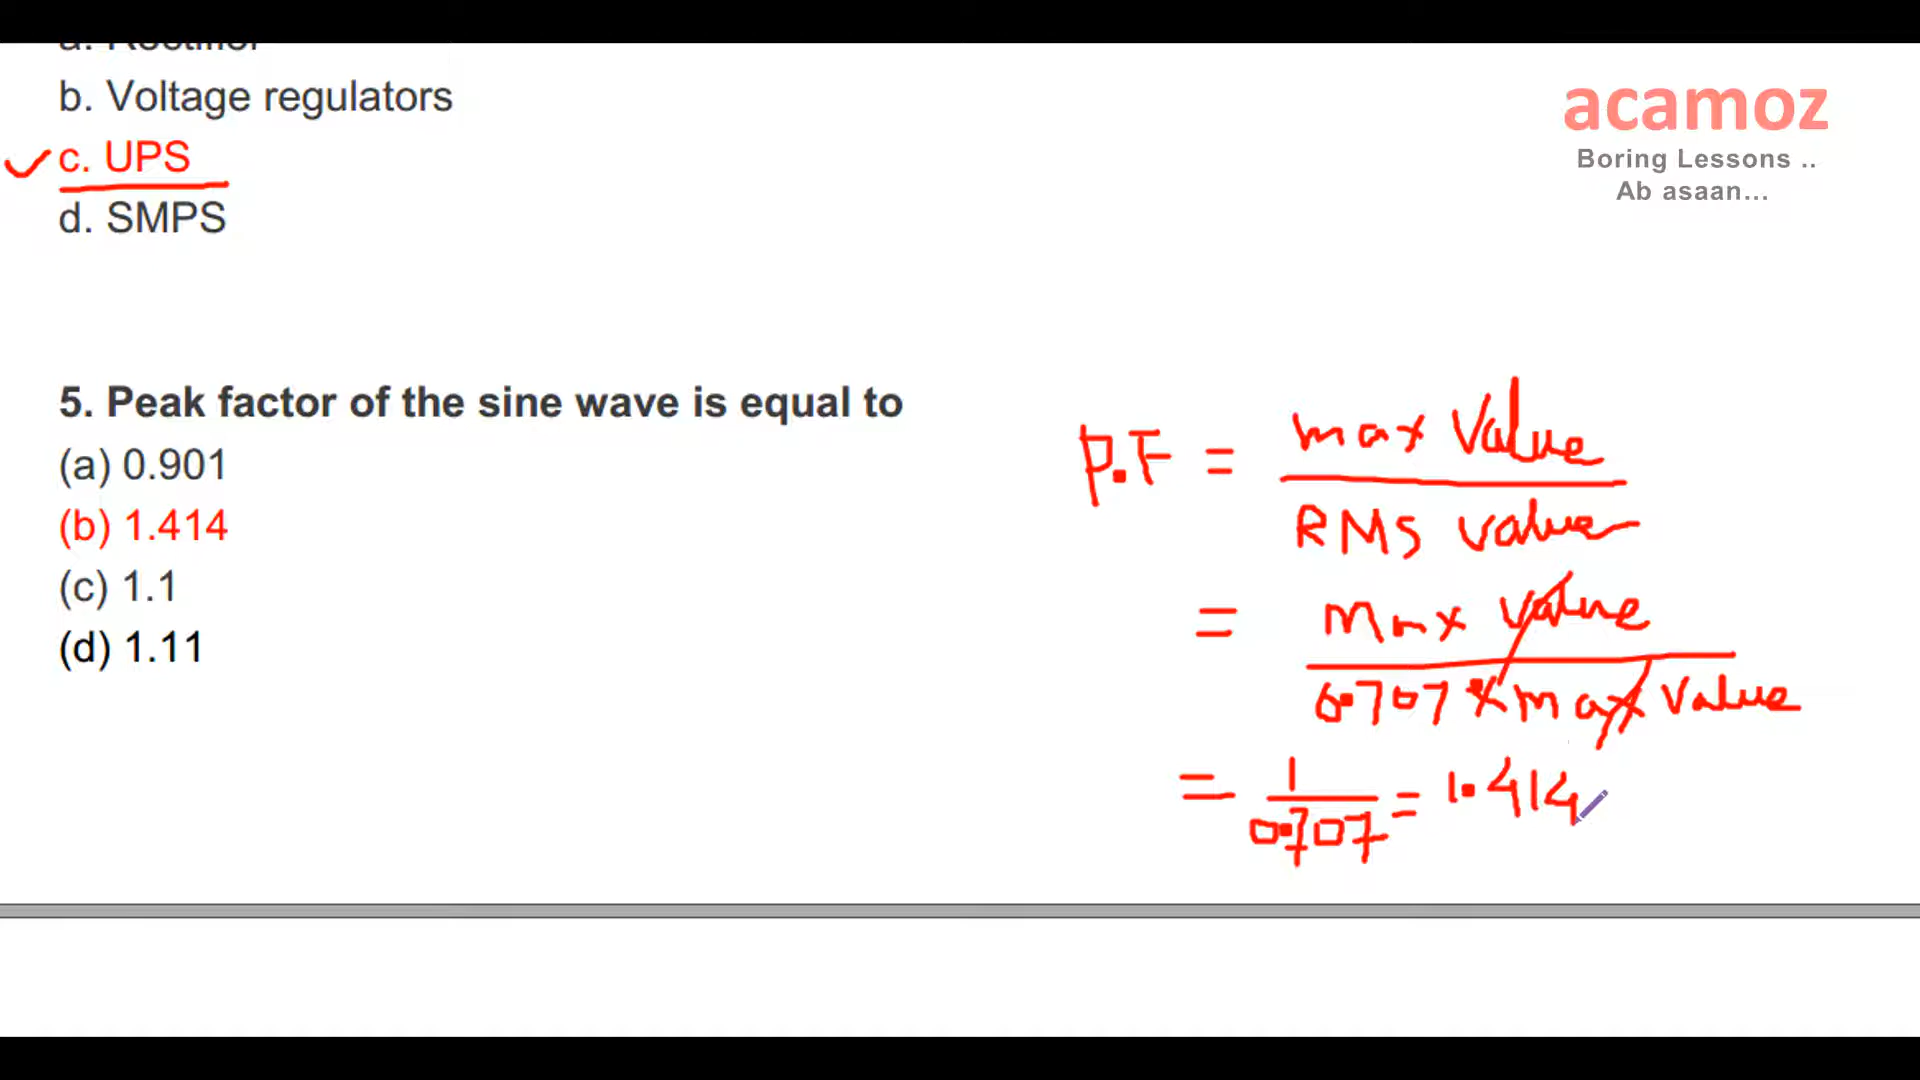 a. Rectifier
b. Voltage regulators
c. UPS
d. SMPS
acamoz
Boring Lessons ..
Ab asaan...
5. Peak factor of the sine wave is equal to
(a) 0.901
(b) 1.414
(c) 1.1
(d) 1.11
P.F = max value
RMS value
= Max value
0.707 * max value
= 1
0.707 = 1.414